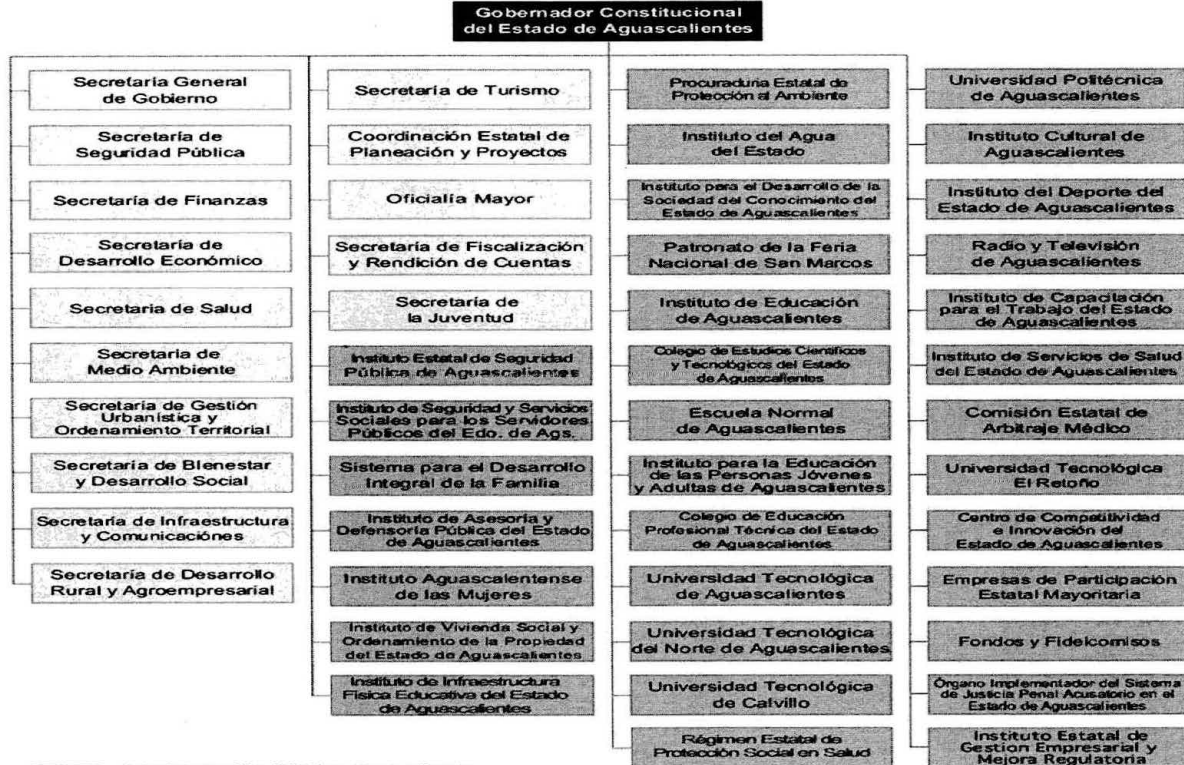 Gobernador Constitucional
del Estado de Aguascalientes
Secretaría General
de Gobierno
Secretaría de
Seguridad Pública
Secretaría de Finanzas
Secretaría de
Desarrollo Económico
Secretaria de Salud
Secretaría de
Medio Ambiente
Secretaría de Gestión
Urbanística y
Ordenamiento Territorial
Secretaría de Bienestar
y Desarrollo Social
Secretaría de Infraestructura
y Comunicaciónes
Secretaría de Desarrollo
Rural y Agroempresarial
Secretaría de Turismo
Coordinación Estatal de
Planeación y Proyectos
Oficialía Mayor
Secretaría de Fiscalización
y Rendición de Cuentas
Secretaría de
la Juventud
Instituto Estatal de Seguridad
Pública de Aguascalientes
Instituto de Seguridad y Servicios
Sociales para los Servidores
Públicos del Edo. de Ags.
Sistema para el Desarrollo
Integral de la Familia
Instituto de Asesoría y
Defensoría Pública del Estado
de Aguascalientes
Instituto Aguascalentense
de las Mujeres
Instituto de Vivienda Social y
Ordenamiento de la Propiedad
del Estado de Aguascalientes
Instituto de Infraestructura
Física Educativa del Estado
de Aguascalientes
Procuraduría Estatal de
Protección al Ambiente
Instituto del Agua
del Estado
Instituto para el Desarrollo de la
Sociedad del Conocimiento del
Estado de Aguascalientes
Patronato de la Feria
Nacional de San Marcos
Instituto de Educación
de Aguascalientes
Colegio de Estudios Científicos
y Tecnológicos del Estado
de Aguascalientes
Escuela Normal
de Aguascalientes
Instituto para la Educación
de las Personas Jóvenes
y Adultas de Aguascalientes
Colegio de Educación
Profesional Técnica del Estado
de Aguascalientes
Universidad Tecnológica
de Aguascalientes
Universidad Tecnológica
del Norte de Aguascalientes
Universidad Tecnológica
de Calvillo
Régimen Estatal de
Protección Social en Salud
Universidad Politécnica
de Aguascalientes
Instituto Cultural de
Aguascalientes
Instituto del Deporte del
Estado de Aguascalientes
Radio y Televisión
de Aguascalientes
Instituto de Capacitación
para el Trabajo del Estado
de Aguascalientes
Instituto de Servicios de Salud
del Estado de Aguascalientes
Comisión Estatal de
Arbitraje Médico
Universidad Tecnológica
El Retoño
Centro de Competitividad
e Innovación del
Estado de Aguascalientes
Empresas de Participación
Estatal Mayoritaria
Fondos y Fideicomisos
Órgano Implementador del Sistema
de Justicia Penal Acusatorio en el
Estado de Aguascalientes
Instituto Estatal de
Gestion Empresarial y
Mejora Regulatoria